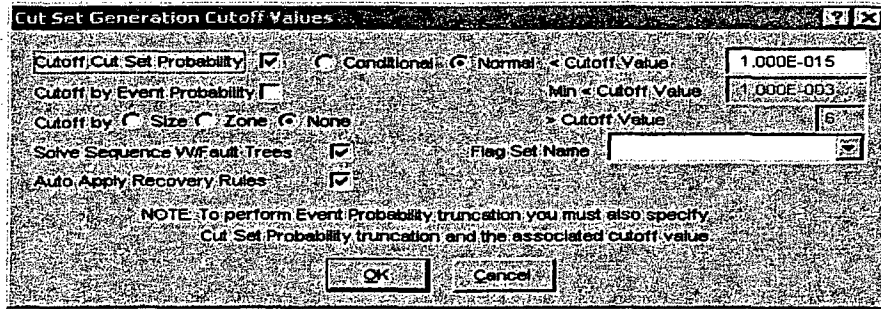 Cut Set Generation Cutoff Values
Cutoff Cut Set Probability Conditional Normal < Cutoff Value 1.000E-015
Cutoff by Event Probability Min < Cutoff Value 1.000E-003
Cutoff by Size Zone None > Cutoff Value 6
Solve Sequence W/Fault Trees Flag Set Name
Auto Apply Recovery Rules
NOTE: To perform Event Probability truncation you must also specify
Cut Set Probability truncation and the associated cutoff value.
OK Cancel